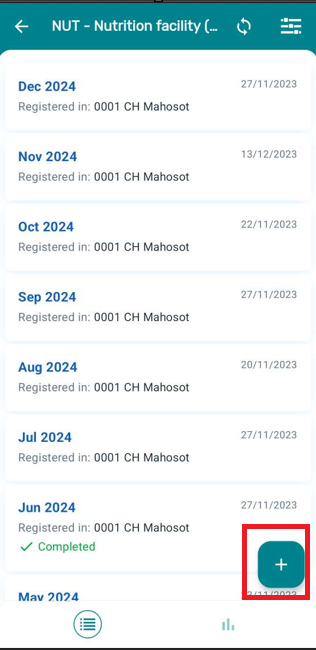 NUT - Nutrition facility (...
Dec 2024
27/11/2023
Registered in: 0001 CH Mahosot
Nov 2024
13/12/2023
Registered in: 0001 CH Mahosot
Oct 2024
22/11/2023
Registered in: 0001 CH Mahosot
Sep 2024
27/11/2023
Registered in: 0001 CH Mahosot
Aug 2024
20/11/2023
Registered in: 0001 CH Mahosot
Jul 2024
27/11/2023
Registered in: 0001 CH Mahosot
Jun 2024
27/11/2023
Registered in: 0001 CH Mahosot
Completed
+
May 2024